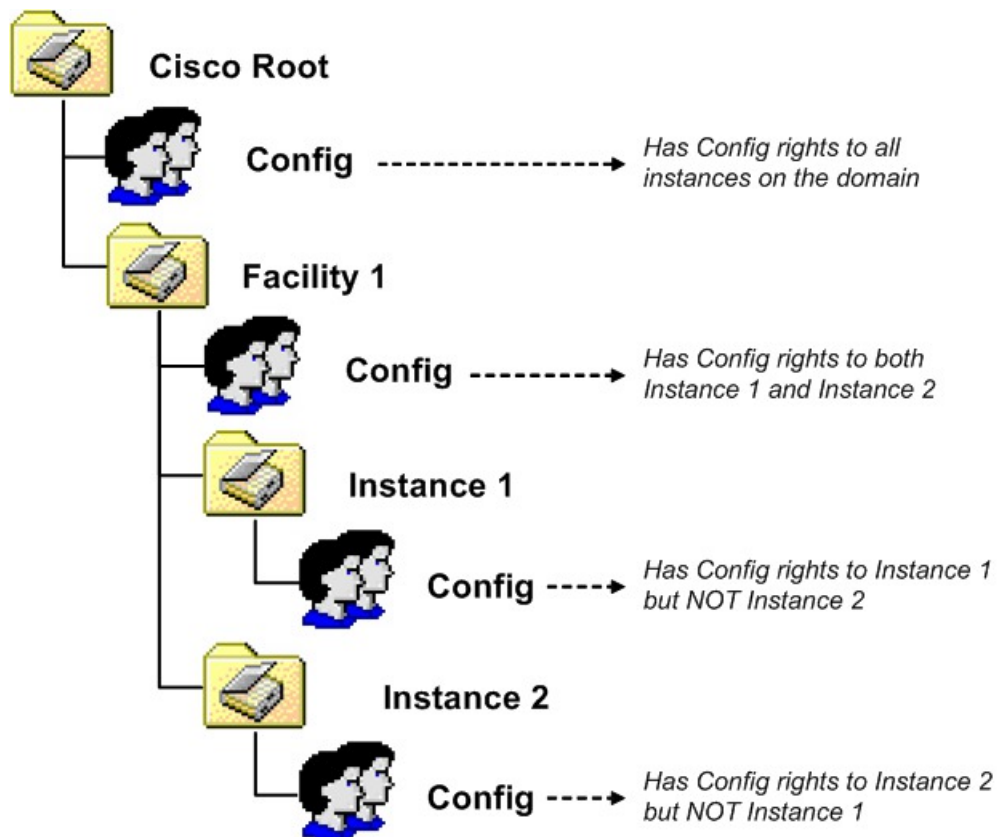 Cisco Root
Config
Has Config rights to all
instances on the domain
Facility 1
Config
Has Config rights to both
Instance 1 and Instance 2
Instance 1
Config
Has Config rights to Instance 1
but NOT Instance 2
Instance 2
Config
Has Config rights to Instance 2
but NOT Instance 1